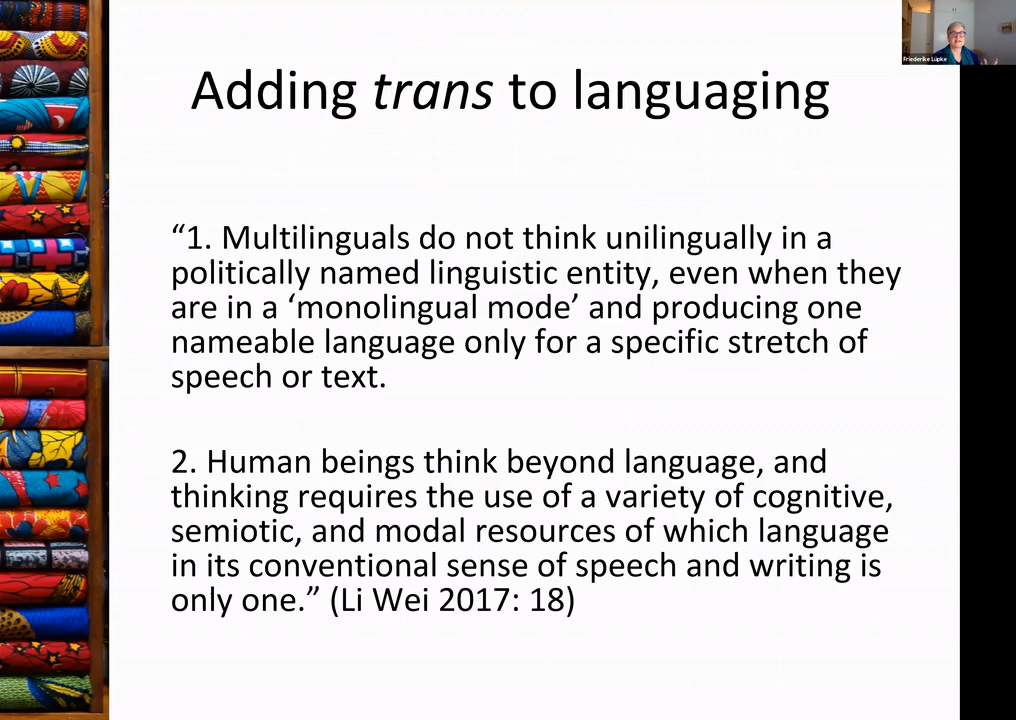 Friederike Lüpke
Adding trans to languaging
“1. Multilinguals do not think unilingually in a
politically named linguistic entity, even when they
are in a ‘monolingual mode’ and producing one
nameable language only for a specific stretch of
speech or text.
2. Human beings think beyond language, and
thinking requires the use of a variety of cognitive,
semiotic, and modal resources of which language
in its conventional sense of speech and writing is
only one.” (Li Wei 2017: 18)